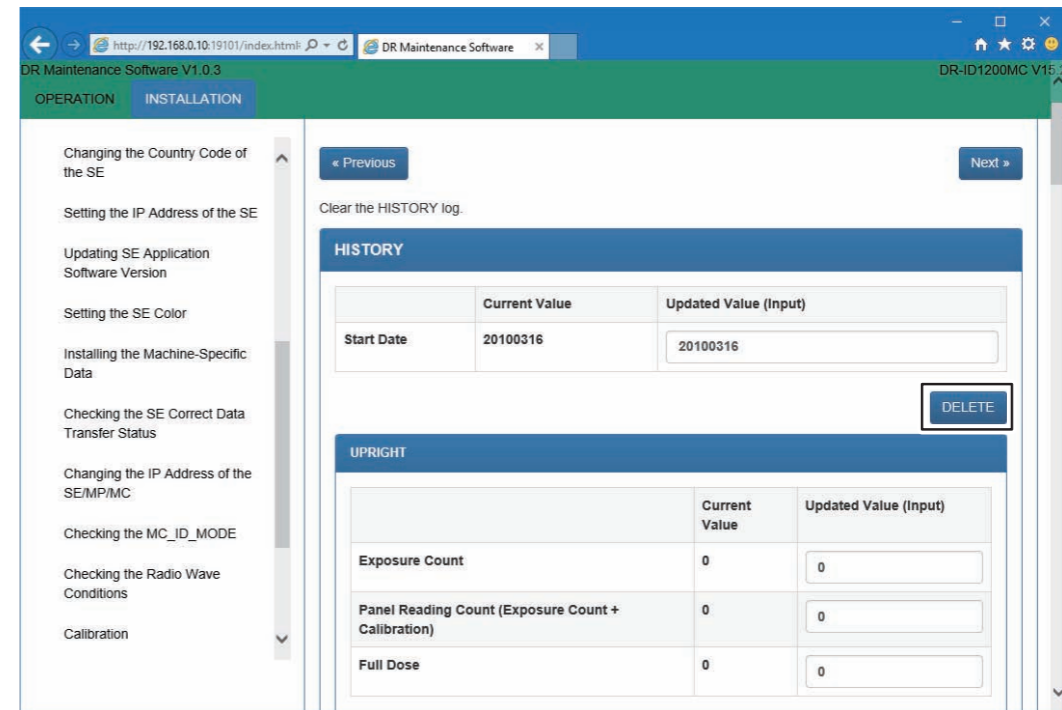 http://192.168.0.10:19101/index.html
DR Maintenance Software
DR Maintenance Software V1.0.3
DR-ID1200MC V15.
OPERATION INSTALLATION
Changing the Country Code of
the SE
Setting the IP Address of the SE
Updating SE Application
Software Version
Setting the SE Color
Installing the Machine-Specific
Data
Checking the SE Correct Data
Transfer Status
Changing the IP Address of the
SE/MP/MC
Checking the MC_ID_MODE
Checking the Radio Wave
Conditions
Calibration
« Previous
Next »
Clear the HISTORY log.
HISTORY
Current Value Updated Value (Input)
Start Date 20100316 20100316
DELETE
UPRIGHT
Current
Value
Updated Value (Input)
Exposure Count 0 0
Panel Reading Count (Exposure Count +
Calibration)
0 0
Full Dose 0 0